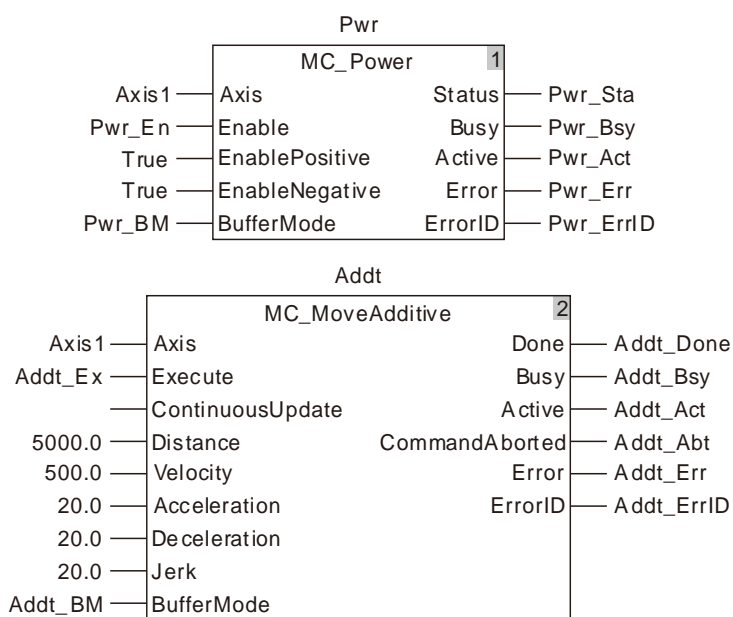 Pwr
MC_Power 1
Axis1 Axis Status Pwr_Sta
Pwr_En Enable Busy Pwr_Bsy
True EnablePositive Active Pwr_Act
True EnableNegative Error Pwr_Err
Pwr_BM BufferMode ErrorID Pwr_ErrID
Addt
MC_MoveAdditive 2
Axis1 Axis Done Addt_Done
Addt_Ex Execute Busy Addt_Bsy
ContinuousUpdate Active Addt_Act
5000.0 Distance CommandAborted Addt_Abt
500.0 Velocity Error Addt_Err
20.0 Acceleration ErrorID Addt_ErrID
20.0 Deceleration
20.0 Jerk
Addt_BM BufferMode